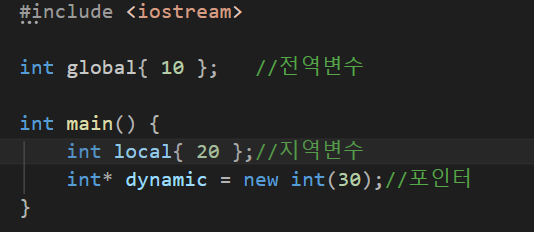 #include <iostream>
int global{ 10 };   //전역변수
int main() {
    int local{ 20 };//지역변수
    int* dynamic = new int(30);//포인터
}